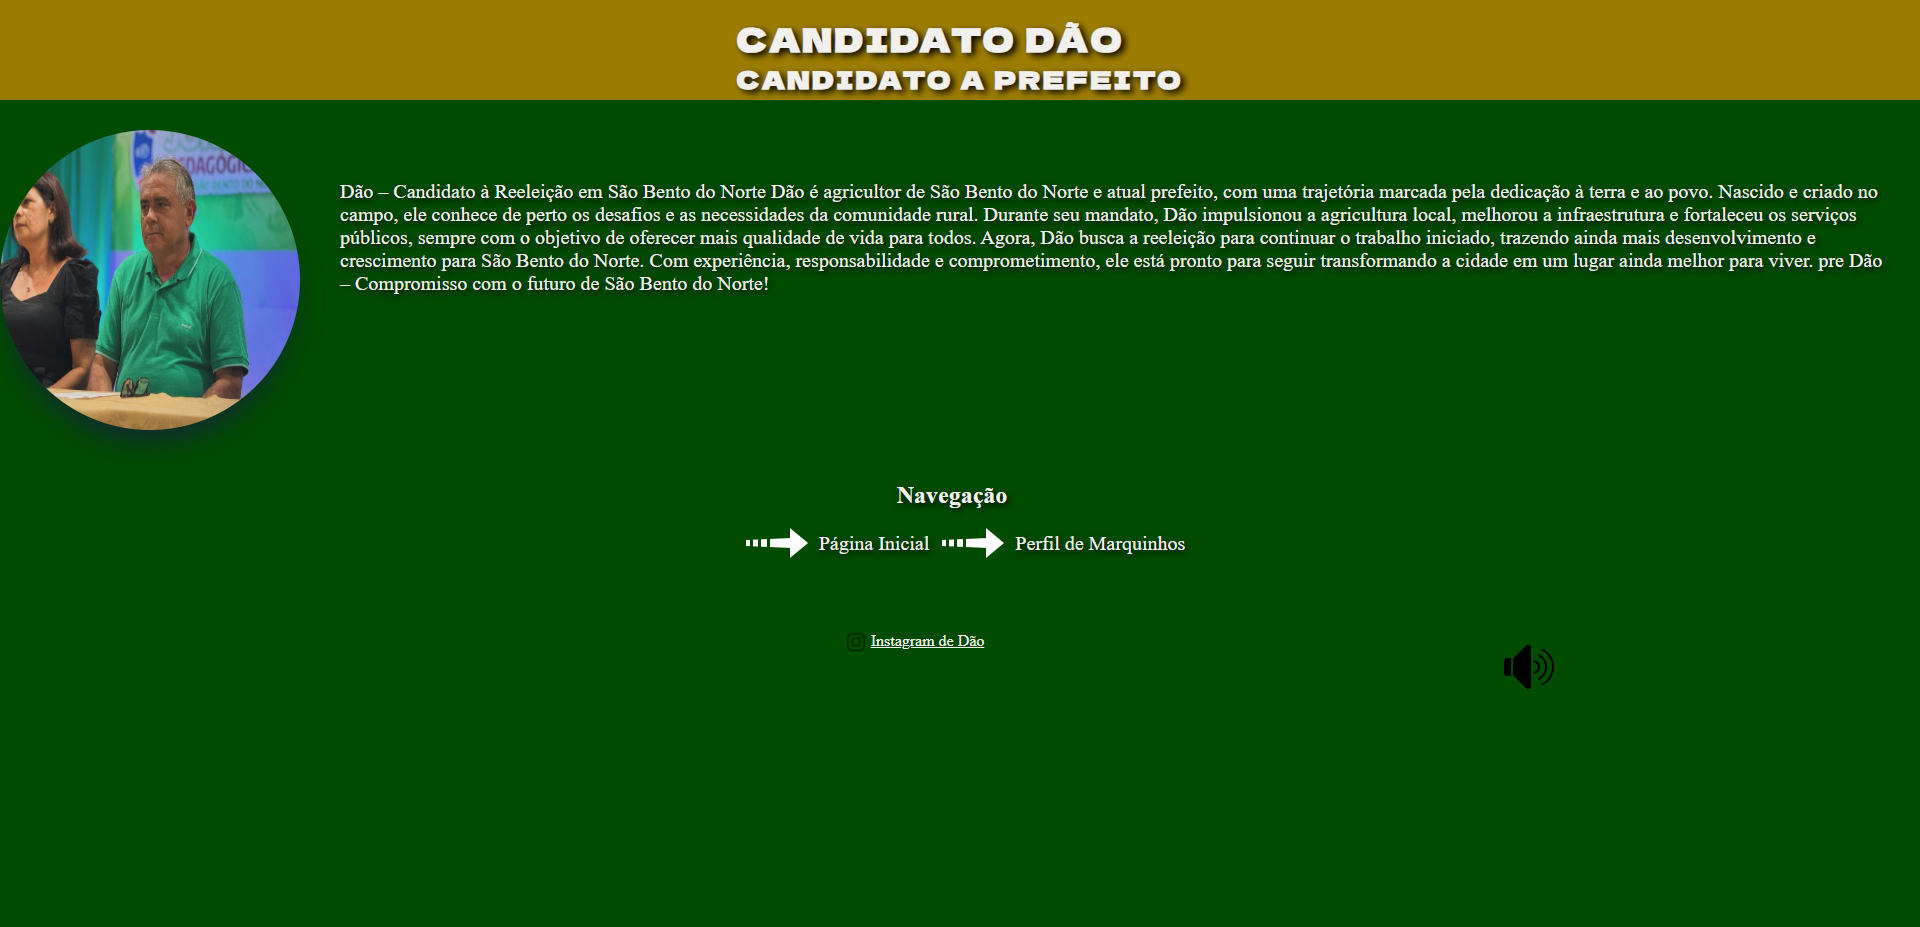 CANDIDATO DÃO
CANDIDATO A PREFEITO
EDAGÓGIC
ÃO BENTO DO NO
Dão – Candidato à Reeleição em São Bento do Norte Dão é agricultor de São Bento do Norte e atual prefeito, com uma trajetória marcada pela dedicação à terra e ao povo. Nascido e criado no
campo, ele conhece de perto os desafios e as necessidades da comunidade rural. Durante seu mandato, Dão impulsionou a agricultura local, melhorou a infraestrutura e fortaleceu os serviços
públicos, sempre com o objetivo de oferecer mais qualidade de vida para todos. Agora, Dão busca a reeleição para continuar o trabalho iniciado, trazendo ainda mais desenvolvimento e
crescimento para São Bento do Norte. Com experiência, responsabilidade e comprometimento, ele está pronto para seguir transformando a cidade em um lugar ainda melhor para viver. pre Dão
– Compromisso com o futuro de São Bento do Norte!
Navegação
Página Inicial Perfil de Marquinhos
Instagram de Dão